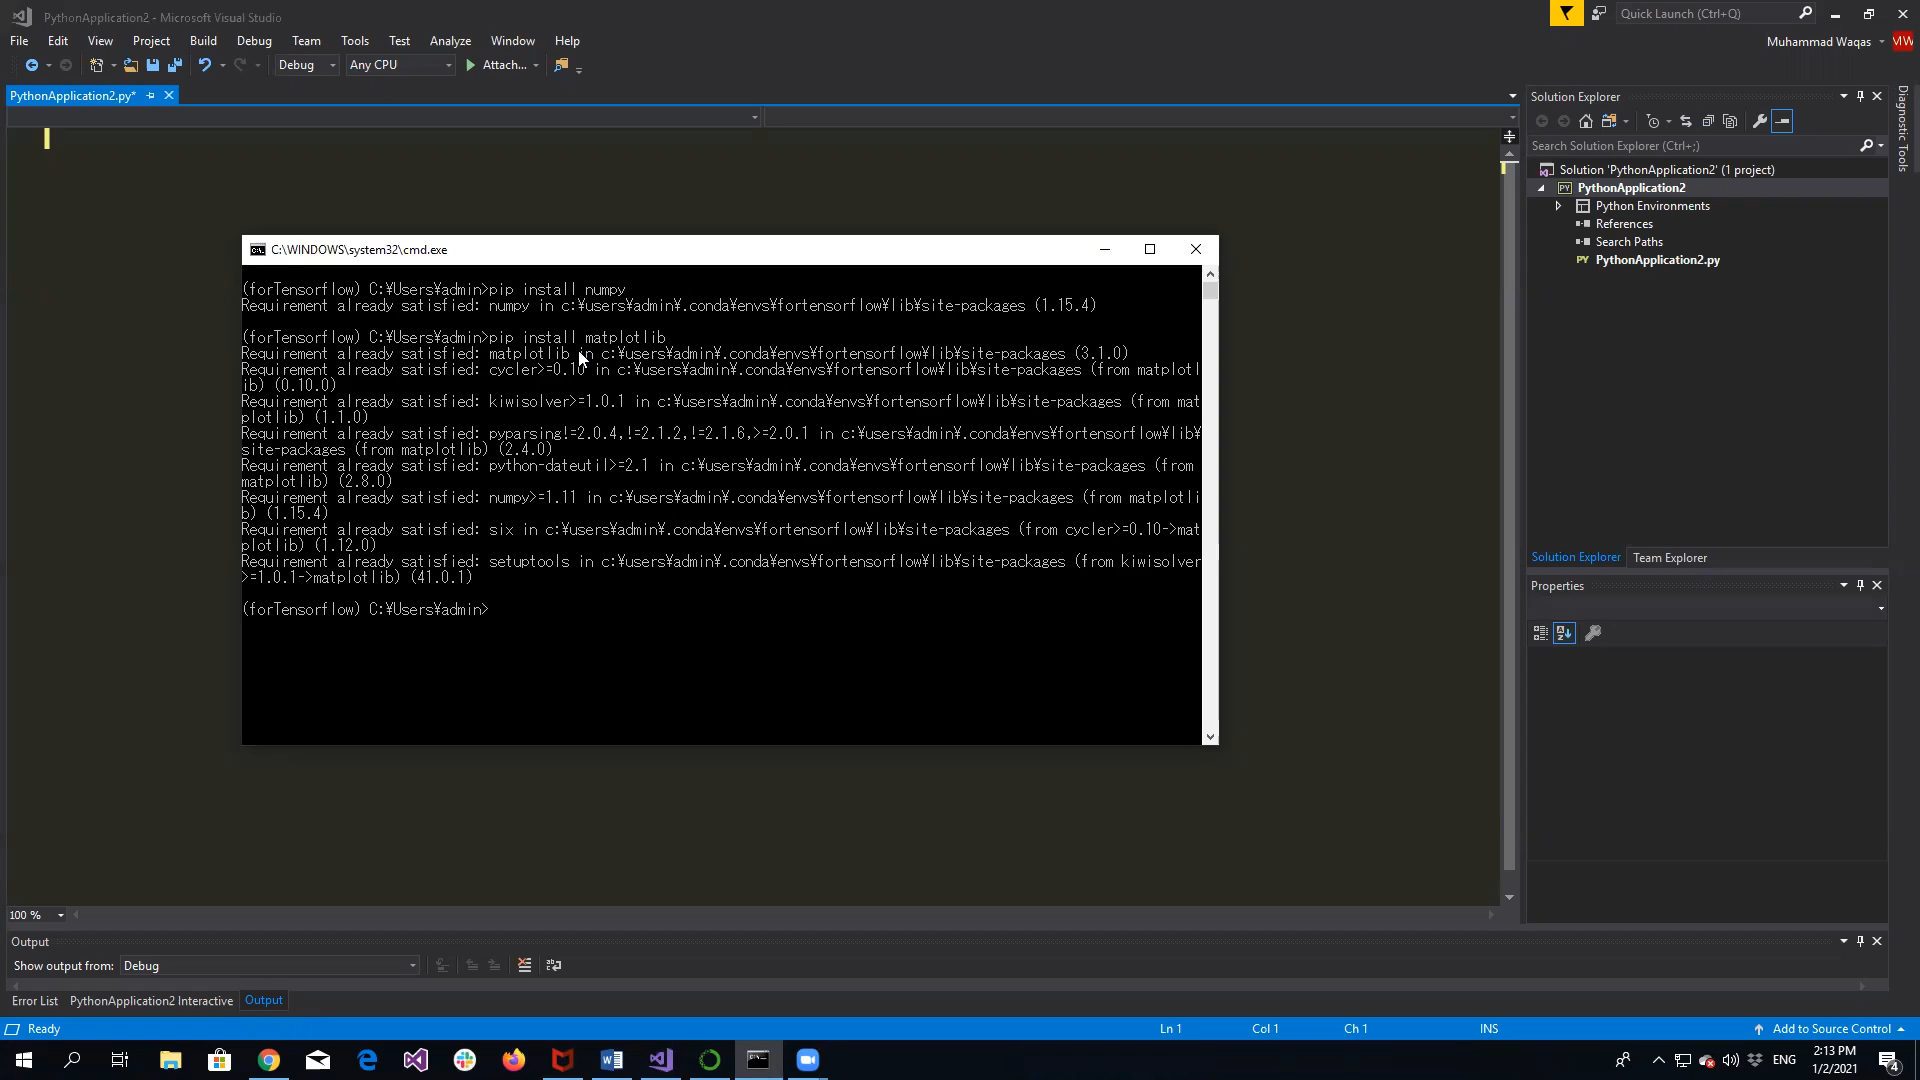 PythonApplication2 - Microsoft Visual Studio
Quick Launch (Ctrl+Q)
File Edit View Project Build Debug Team Tools Test Analyze Window Help
Muhammad Waqas MW
Debug Any CPU Attach...
PythonApplication2.py*
Solution Explorer
Diagnostic Tools
Search Solution Explorer (Ctrl+;)
Solution 'PythonApplication2' (1 project)
PY PythonApplication2
Python Environments
References
Search Paths
PY PythonApplication2.py
C:\WINDOWS\system32\cmd.exe
(forTensorflow) C:¥Users¥admin>pip install numpy
Requirement already satisfied: numpy in c:¥users¥admin¥.conda¥envs¥fortensorflow¥lib¥site-packages (1.15.4)
(forTensorflow) C:¥Users¥admin>pip install matplotlib
Requirement already satisfied: matplotlib in c:¥users¥admin¥.conda¥envs¥fortensorflow¥lib¥site-packages (3.1.0)
Requirement already satisfied: cycler>=0.10 in c:¥users¥admin¥.conda¥envs¥fortensorflow¥lib¥site-packages (from matplotl
ib) (0.10.0)
Requirement already satisfied: kiwisolver>=1.0.1 in c:¥users¥admin¥.conda¥envs¥fortensorflow¥lib¥site-packages (from mat
plotlib) (1.1.0)
Requirement already satisfied: pyparsing!=2.0.4,!=2.1.2,!=2.1.6,>=2.0.1 in c:¥users¥admin¥.conda¥envs¥fortensorflow¥lib¥
site-packages (from matplotlib) (2.4.0)
Requirement already satisfied: python-dateutil>=2.1 in c:¥users¥admin¥.conda¥envs¥fortensorflow¥lib¥site-packages (from
matplotlib) (2.8.0)
Requirement already satisfied: numpy>=1.11 in c:¥users¥admin¥.conda¥envs¥fortensorflow¥lib¥site-packages (from matplotli
b) (1.15.4)
Requirement already satisfied: six in c:¥users¥admin¥.conda¥envs¥fortensorflow¥lib¥site-packages (from cycler>=0.10->mat
plotlib) (1.12.0)
Requirement already satisfied: setuptools in c:¥users¥admin¥.conda¥envs¥fortensorflow¥lib¥site-packages (from kiwisolver
>=1.0.1->matplotlib) (41.0.1)
(forTensorflow) C:¥Users¥admin>
Solution Explorer Team Explorer
Properties
100 %
Output
Show output from: Debug
Error List PythonApplication2 Interactive Output
Ready Ln 1 Col 1 Ch 1 INS Add to Source Control
ENG
2:13 PM
1/2/2021
4